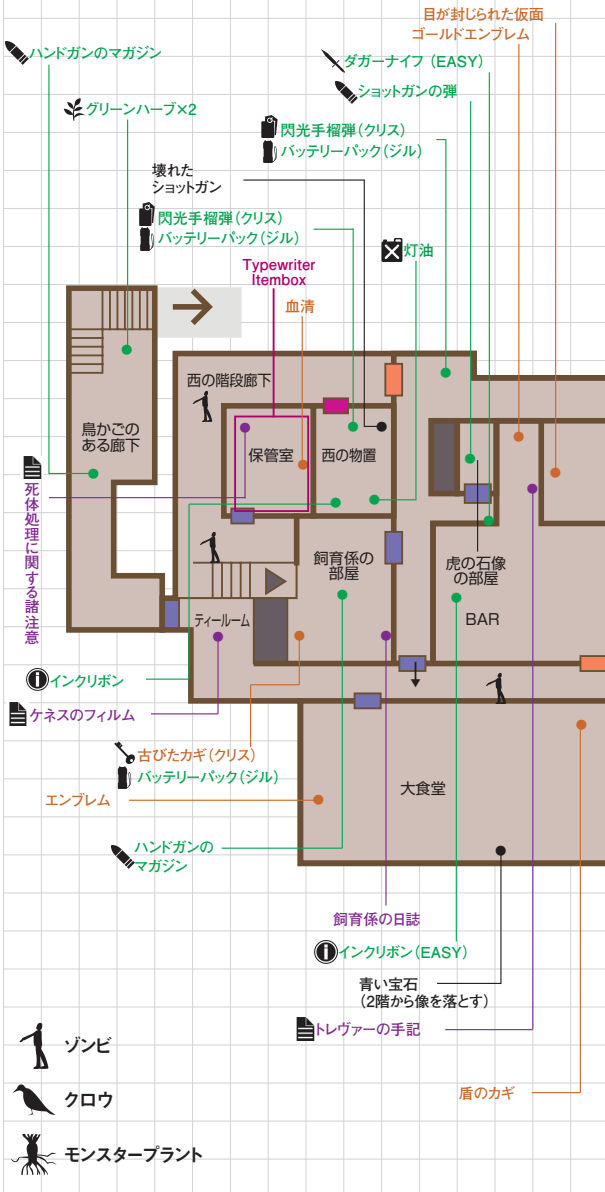 目が封じられた仮面
ゴールドエンブレム
ハンドガンのマガジン
ダガーナイフ (EASY)
ショットガンの弾
グリーンハーブ×2
閃光手榴弾(クリス)
バッテリーパック(ジル)
壊れた
ショットガン
閃光手榴弾(クリス)
バッテリーパック(ジル)
灯油
Typewriter
Itembox
血清
西の階段廊下
鳥かごの
ある廊下
保管室
西の物置
死体処理に関する諸注意
飼育係の
部屋
虎の石像
の部屋
BAR
ティールーム
インクリボン
ケネスのフィルム
古びたカギ(クリス)
バッテリーパック(ジル)
エンブレム
大食堂
ハンドガンの
マガジン
飼育係の日誌
インクリボン(EASY)
青い宝石
(2階から像を落とす)
トレヴァーの手記
ゾンビ
盾のカギ
クロウ
モンスタープラント